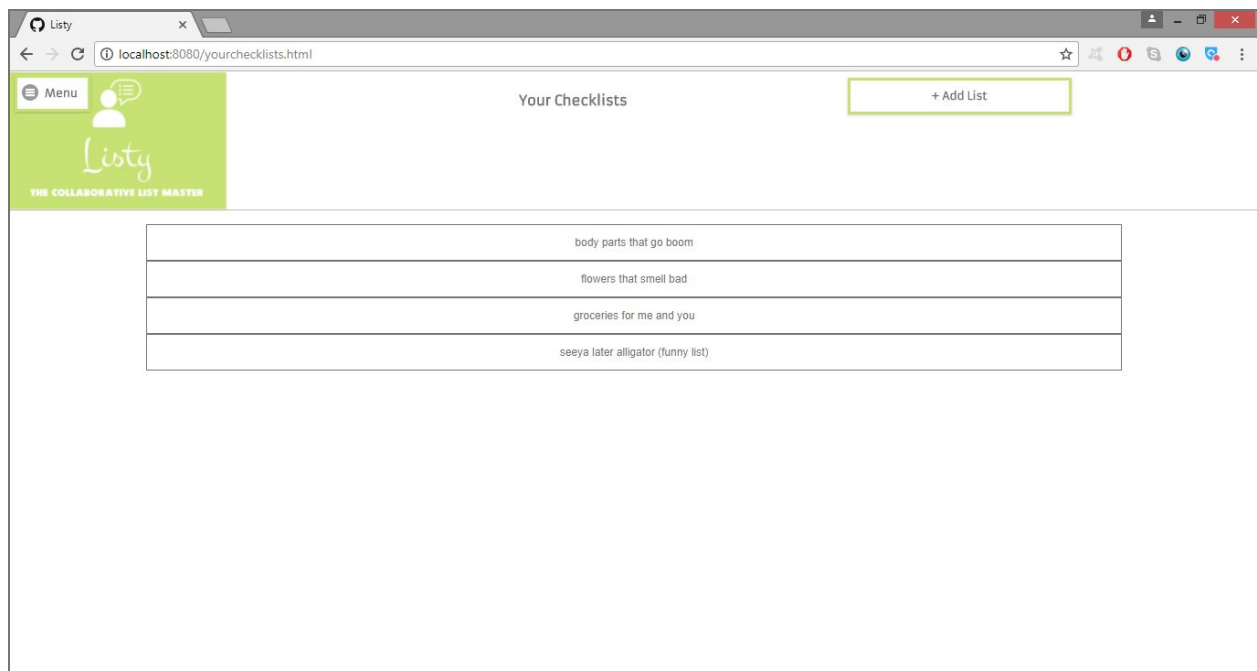 Listy
localhost:8080/yourchecklists.html
Menu
Listy
THE COLLABORATIVE LIST MASTER
Your Checklists
+ Add List
body parts that go boom
flowers that smell bad
groceries for me and you
seeya later alligator (funny list)